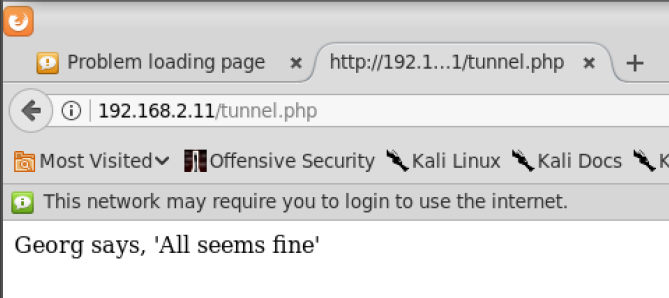 Problem loading page × http://192.1...1/tunnel.php × +
192.168.2.11/tunnel.php
Most Visited Offensive Security Kali Linux Kali Docs K
This network may require you to login to use the internet.
Georg says, 'All seems fine'